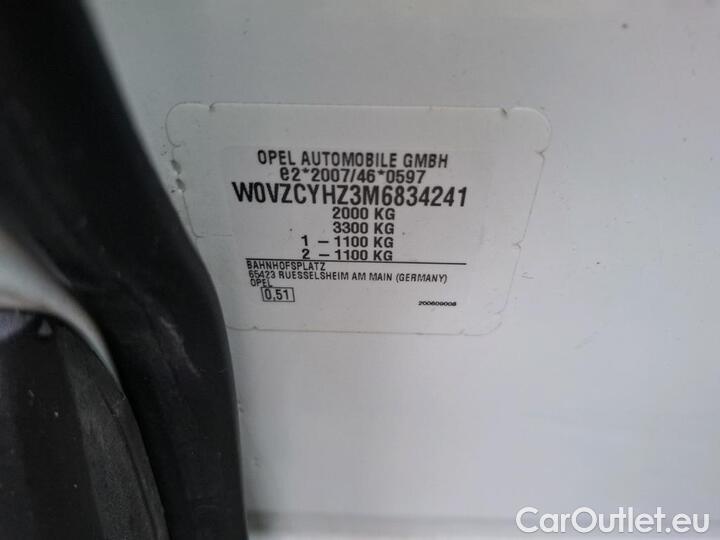 OPEL AUTOMOBILE GMBH
e2*2007/46*0597
W0VZCYHZ3M6834241
2000 KG
3300 KG
1 – 1100 KG
2 – 1100 KG
BAHNHOFSPLATZ
65423 RUESSELSHEIM AM MAIN (GERMANY)
OPEL
0.51
200609008
CarOutlet.eu